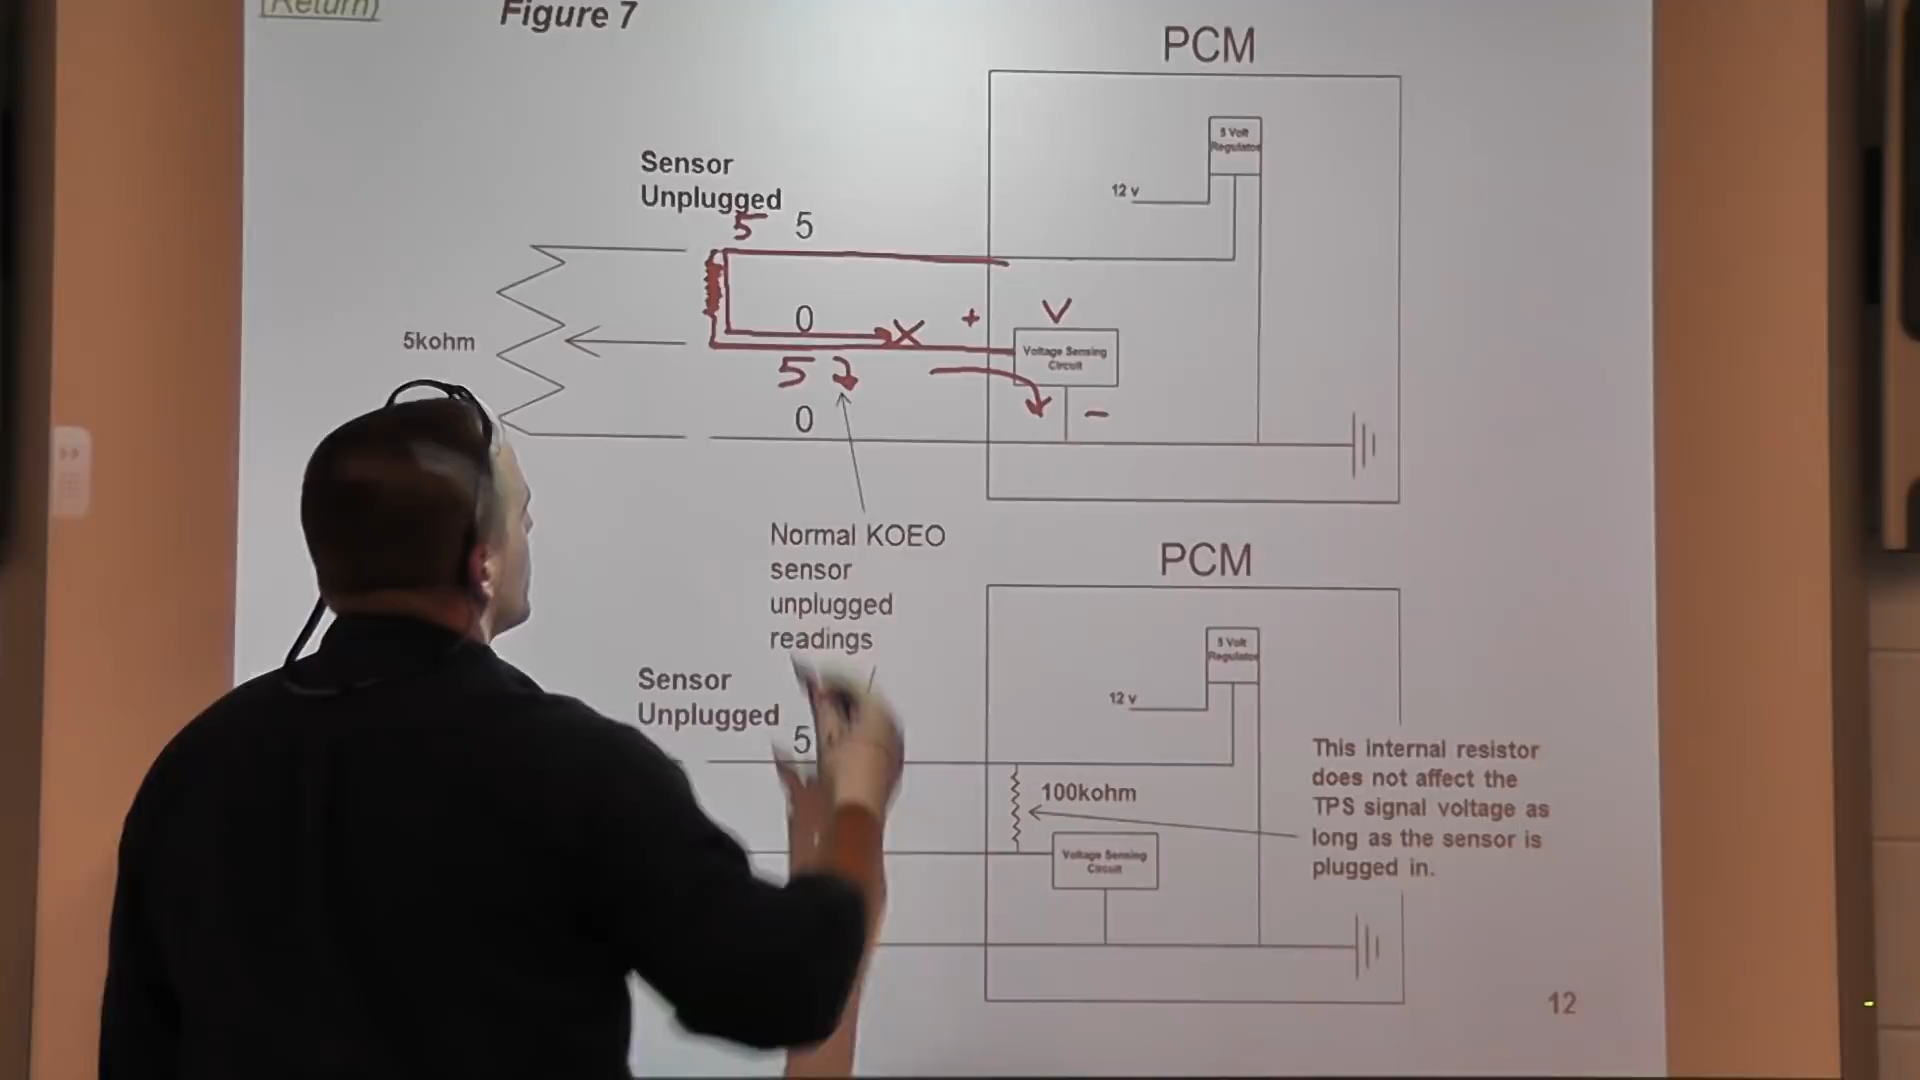 (Return)
Figure 7
PCM
5 Volt
Regulator
12 v
Sensor
Unplugged
5 5
0 X + V
5kohm
Voltage Sensing
Circuit
5
0
-
Normal KOEO
sensor
unplugged
readings
PCM
5 Volt
Regulator
12 v
Sensor
Unplugged
5
100kohm
Voltage Sensing
Circuit
This internal resistor
does not affect the
TPS signal voltage as
long as the sensor is
plugged in.
12